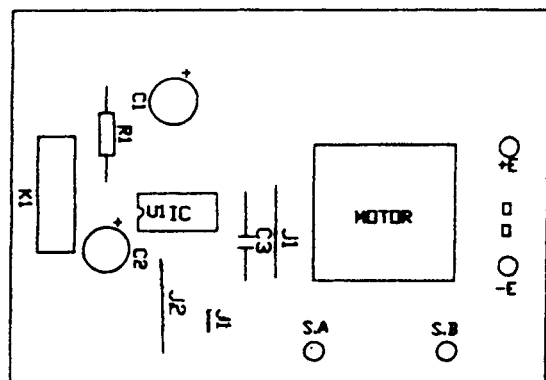 +
C1
R1
K1
U1 IC
+
C2
C3
J1
MOTOR
E+
E-
J2
J1
S.A
S.B